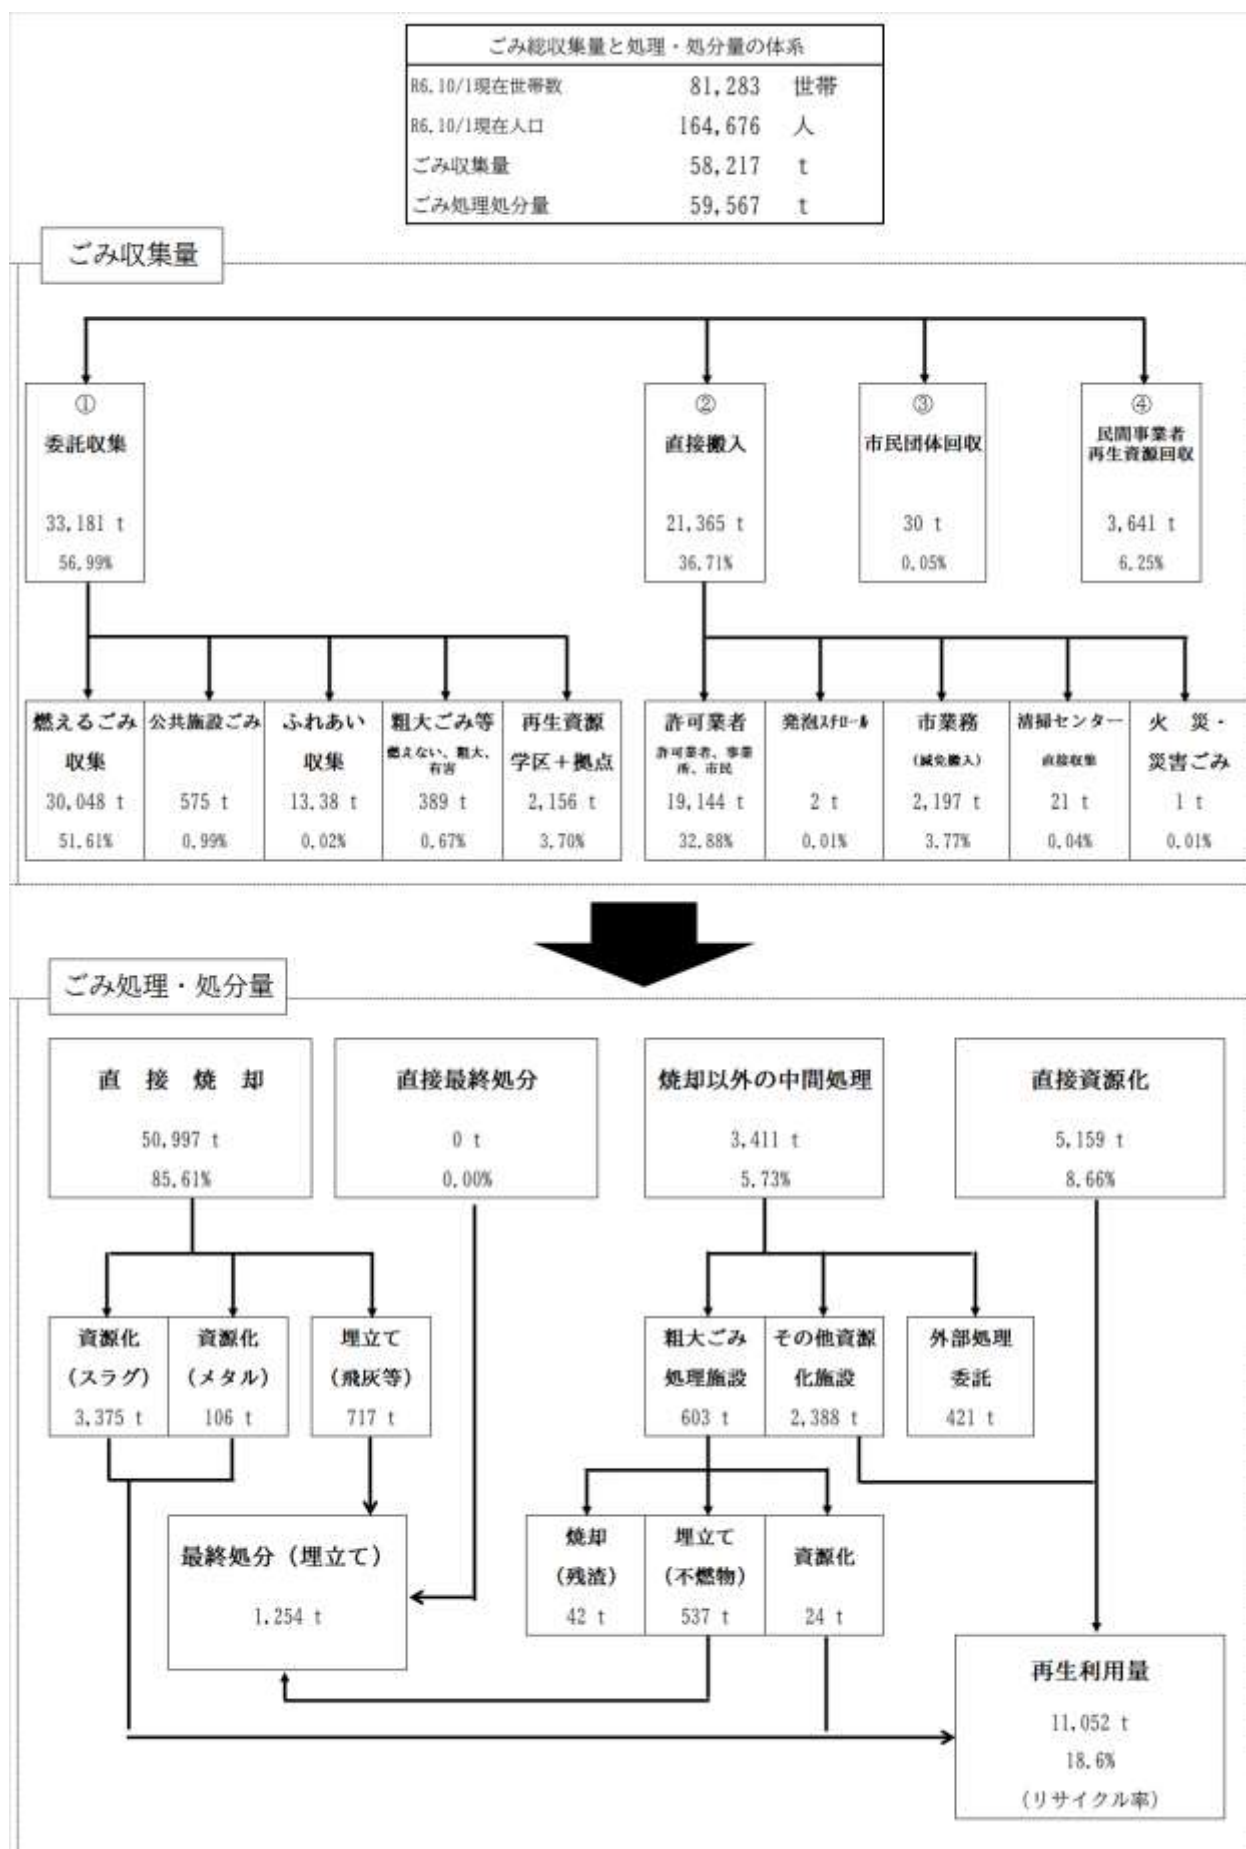 ごみ総収集量と処理・処分量の体系
R6.10/1現在世帯数 81,283 世帯
R6.10/1現在人口 164,676 人
ごみ収集量 58,217 t
ごみ処理処分量 59,567 t
ごみ収集量
①
委託収集
33,181 t
56.99%
②
直接搬入
21,365 t
36.71%
③
市民団体回収
30 t
0.05%
④
民間事業者
再生資源回収
3,641 t
6.25%
燃えるごみ
収集
30,048 t
51.61%
公共施設ごみ
575 t
0.99%
ふれあい
収集
13.38 t
0.02%
粗大ごみ等
燃えない、粗大、
有害
389 t
0.67%
再生資源
学区＋拠点
2,156 t
3.70%
許可業者
許可業者、事業
所、市民
19,144 t
32.88%
発泡ｽﾁﾛｰﾙ
2 t
0.01%
市業務
(減免搬入)
2,197 t
3.77%
清掃センター
直接収集
21 t
0.04%
火 災・
災害ごみ
1 t
0.01%
ごみ処理・処分量
直 接 焼 却
50,997 t
85.61%
直接最終処分
0 t
0.00%
焼却以外の中間処理
3,411 t
5.73%
直接資源化
5,159 t
8.66%
資源化
(スラグ)
3,375 t
資源化
(メタル)
106 t
埋立て
(飛灰等)
717 t
粗大ごみ
処理施設
603 t
その他資源
化施設
2,388 t
外部処理
委託
421 t
最終処分（埋立て）
1,254 t
焼却
(残渣)
42 t
埋立て
(不燃物)
537 t
資源化
24 t
再生利用量
11,052 t
18.6%
(リサイクル率)